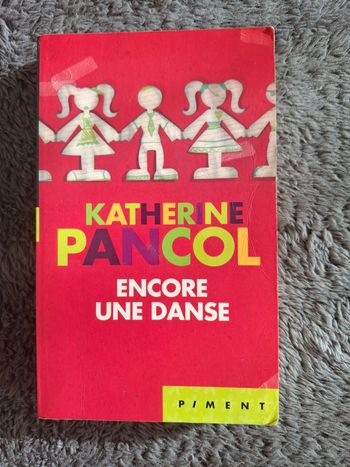 KATHERINE
PANCOL
ENCORE
UNE DANSE
PIMENT